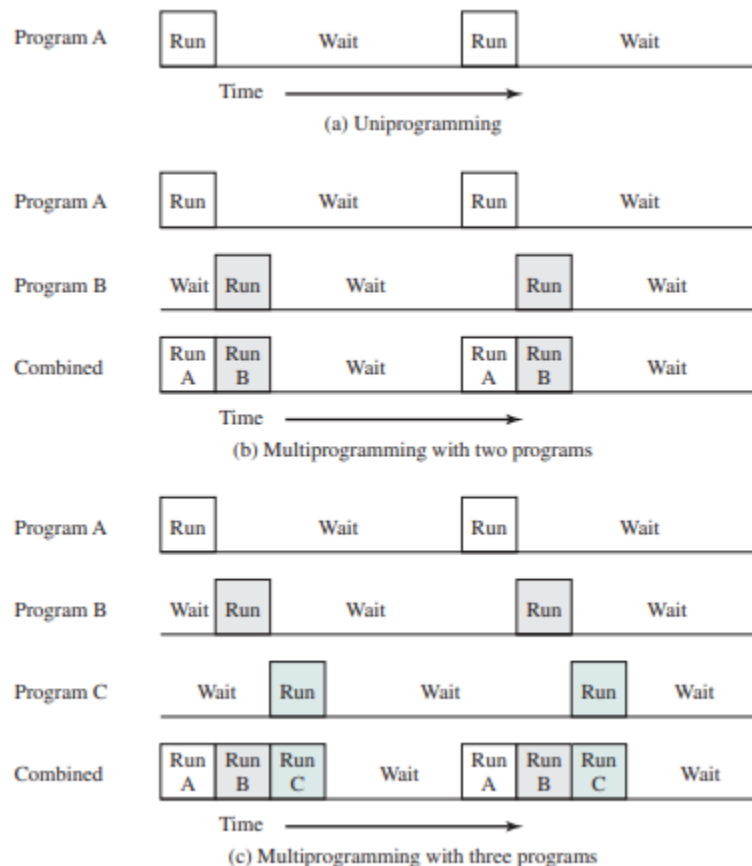 Program A Run Wait Run Wait
Time
(a) Uniprogramming
Program A Run Wait Run Wait
Program B Wait Run Wait Run Wait
Combined Run A Run B Wait Run A Run B Wait
Time
(b) Multiprogramming with two programs
Program A Run Wait Run Wait
Program B Wait Run Wait Run Wait
Program C Wait Run Wait Run Wait
Combined Run A Run B Run C Wait Run A Run B Run C Wait
Time
(c) Multiprogramming with three programs